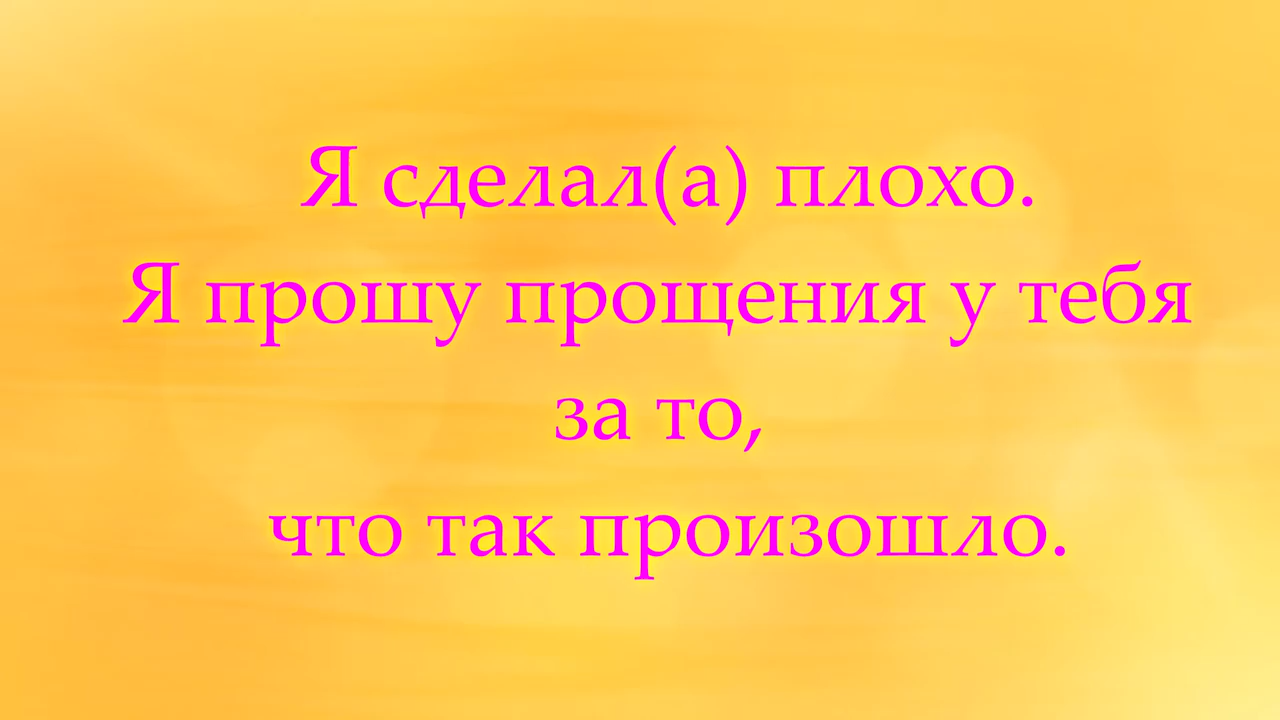 Я сделал(а) плохо.
Я прошу прощения у тебя
за то,
что так произошло.